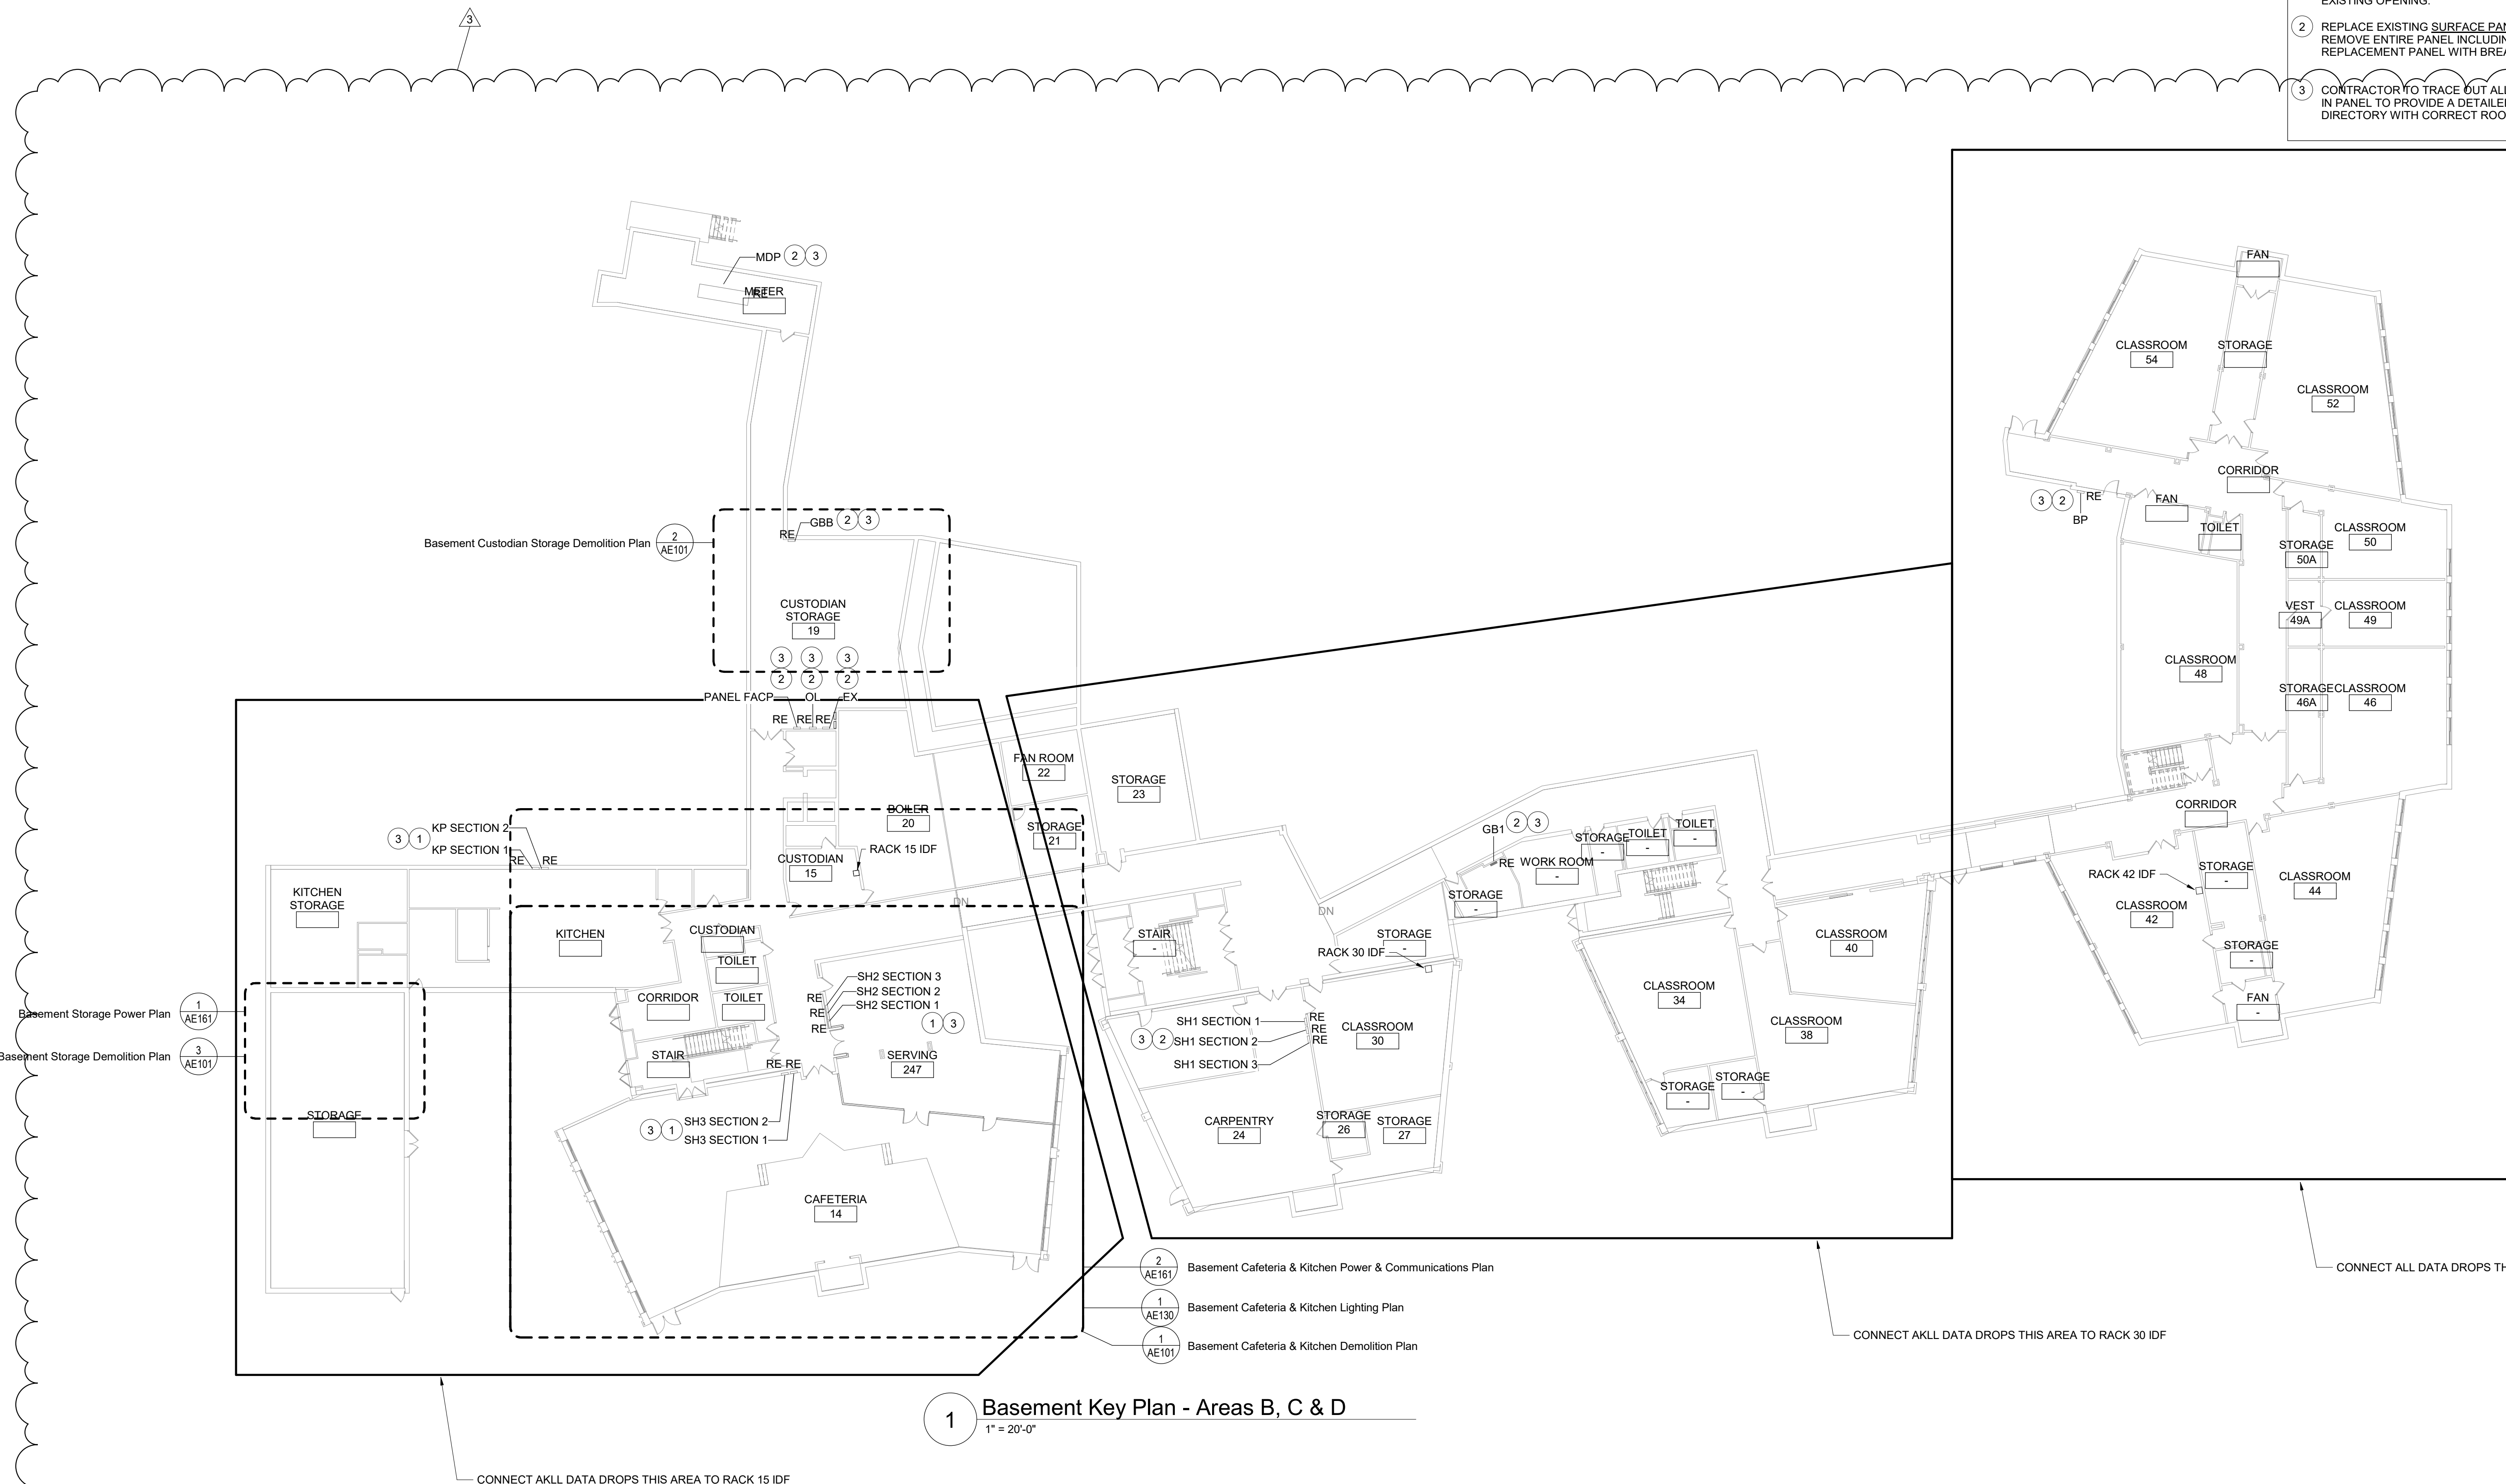 3
EXISTING OPENING.
2 REPLACE EXISTING SURFACE
REMOVE ENTIRE PANEL
REPLACEMENT PANEL WITH
3 CONTRACTOR TO TRACE OUT
IN PANEL TO PROVIDE A
DIRECTORY WITH CORRECT
MDP 2 3
METER
RE
FAN
CLASSROOM
54
STORAGE
CLASSROOM
52
CORRIDOR
3 2 RE
BP
FAN
TOILET
STORAGE
50A
CLASSROOM
50
VEST
49A
CLASSROOM
49
CLASSROOM
48
STORAGE
46A
CLASSROOM
46
GBB 2 3
RE
Basement Custodian Storage Demolition Plan
2
AE101
CUSTODIAN
STORAGE
19
3 3 3
2 2 2
PANEL FACP OL EX
RE RE RE
FAN ROOM
22
STORAGE
23
BOILER
20
STORAGE
21
3 1 KP SECTION 2
KP SECTION 1
RE RE
CUSTODIAN
15
RACK 15 IDF
DN
KITCHEN
STORAGE
KITCHEN
CUSTODIAN
TOILET
CORRIDOR
TOILET
STAIR
SH2 SECTION 3
SH2 SECTION 2
SH2 SECTION 1
RE
RE
RE
1 3
SERVING
247
RE RE
3 1 SH3 SECTION 2
SH3 SECTION 1
CAFETERIA
14
STORAGE
Basement Storage Power Plan
1
AE161
Basement Storage Demolition Plan
3
AE101
GB1 2 3
RE
WORK ROOM
-
STORAGE
-
TOILET
-
TOILET
-
STORAGE
-
DN
STAIR
-
STORAGE
-
RACK 30 IDF
SH1 SECTION 1
SH1 SECTION 2
SH1 SECTION 3
3 2
RE
RE
RE
CLASSROOM
30
CARPENTRY
24
STORAGE
26
STORAGE
27
CLASSROOM
34
CLASSROOM
40
CLASSROOM
38
STORAGE
-
STORAGE
-
CORRIDOR
RACK 42 IDF
STORAGE
-
CLASSROOM
44
CLASSROOM
42
STORAGE
-
FAN
-
2
AE161
Basement Cafeteria & Kitchen Power & Communications Plan
1
AE130
Basement Cafeteria & Kitchen Lighting Plan
1
AE101
Basement Cafeteria & Kitchen Demolition Plan
CONNECT ALL DATA DROPS
CONNECT AKLL DATA DROPS THIS AREA TO RACK 30 IDF
1 Basement Key Plan - Areas B, C & D
1" = 20'-0"
CONNECT AKLL DATA DROPS THIS AREA TO RACK 15 IDF